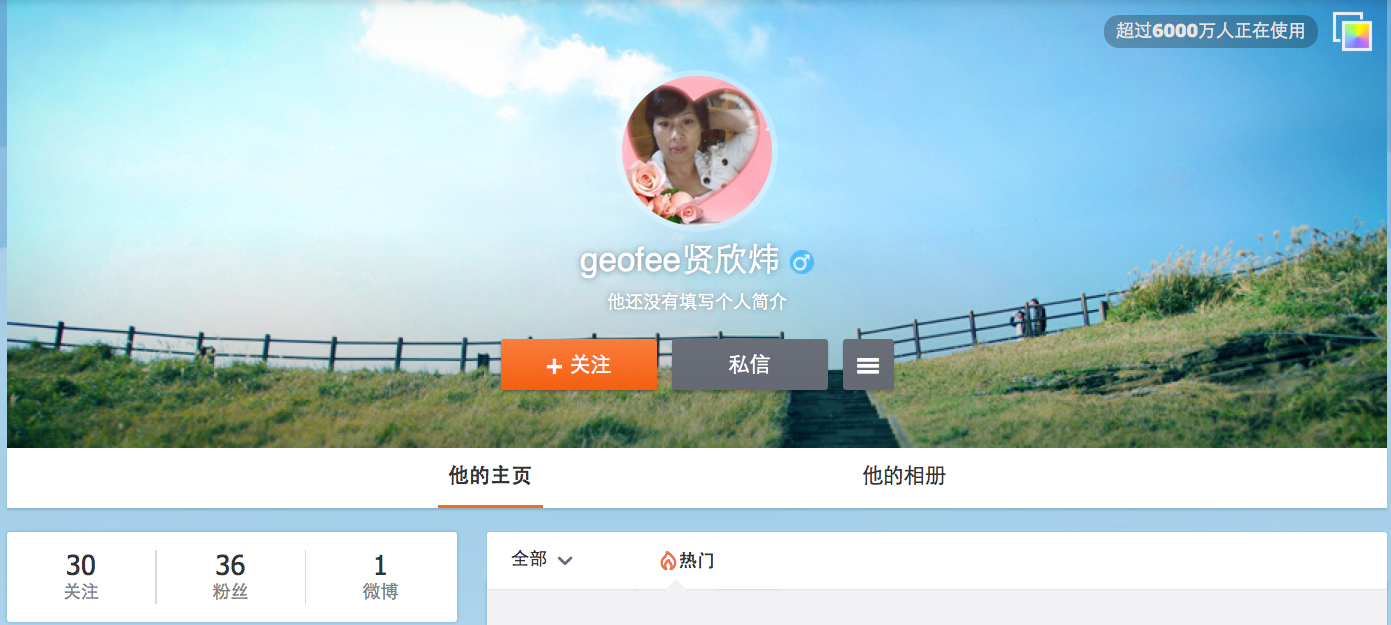 超过6000万人正在使用
geofee贤欣炜
他还没有填写个人简介
+ 关注
私信
他的主页
他的相册
30
关注
36
粉丝
1
微博
全部
热门